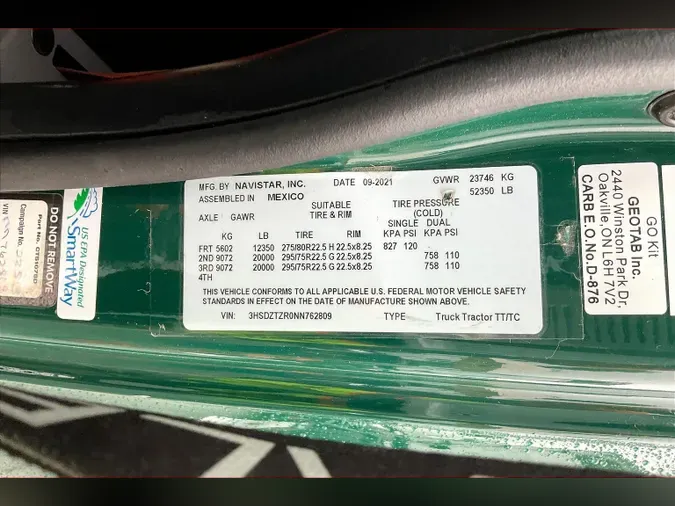 MFG. BY NAVISTAR, INC. DATE 09-2021 GVWR 23746 KG
ASSEMBLED IN MEXICO 52350 LB
SUITABLE TIRE PRESSURE
AXLE GAWR TIRE & RIM (COLD)
SINGLE DUAL
KG LB TIRE RIM KPA PSI KPA PSI
FRT 5602 12350 275/80R22.5 H 22.5x8.25 827 120
2ND 9072 20000 295/75R22.5 G 22.5x8.25 758 110
3RD 9072 20000 295/75R22.5 G 22.5x8.25 758 110
4TH
THIS VEHICLE CONFORMS TO ALL APPLICABLE U.S. FEDERAL MOTOR VEHICLE SAFETY
STANDARDS IN EFFECT ON THE DATE OF MANUFACTURE SHOWN ABOVE.
VIN: 3HSDZTZR0NN762809 TYPE Truck Tractor TT/TC
US EPA Designated
SmartWay
DO NOT REMOVE
Part No.
Campaign No.
VIN
GO Kit
GEOTAB Inc.
2440 Winston Park Dr,
Oakville, ON L6H 7V2
CARB E.O.No.D-876